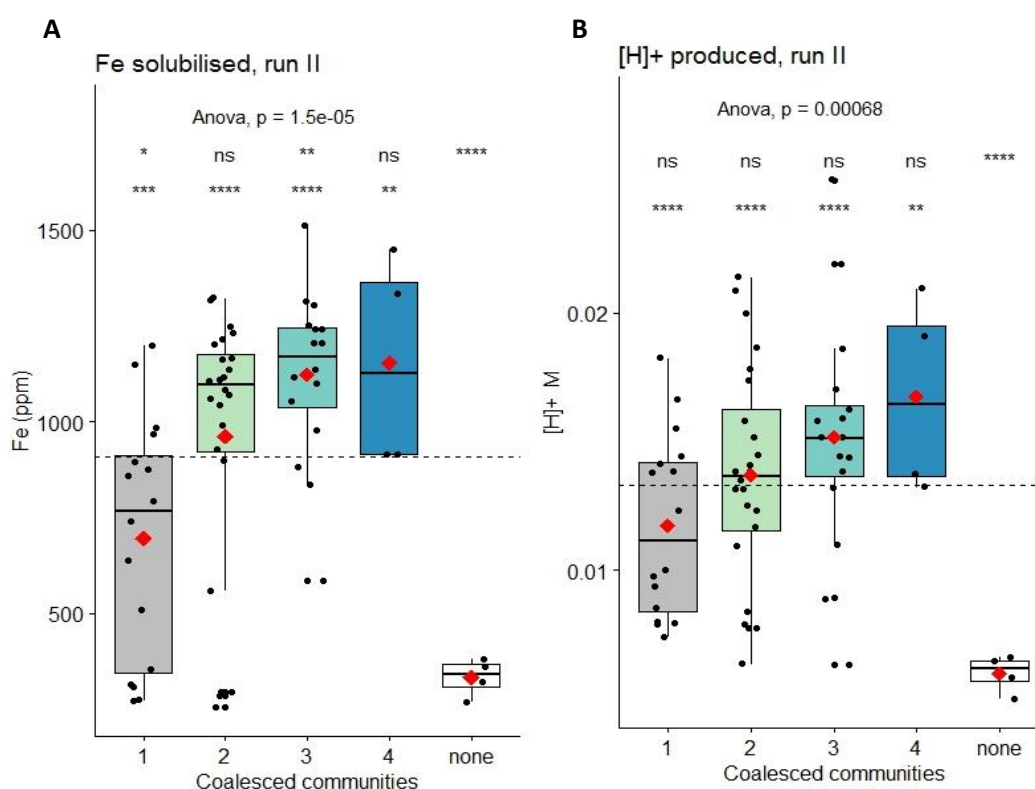 A
Fe solubilised, run II
Anova, p = 1.5e-05
* ns ** ns ****
*** **** **** **
1500
1000
500
Fe (ppm)
1 2 3 4 none
Coalesced communities
B
[H]+ produced, run II
Anova, p = 0.00068
ns ns ns ns ****
**** **** **** **
0.02
0.01
[H]+ M
1 2 3 4 none
Coalesced communities